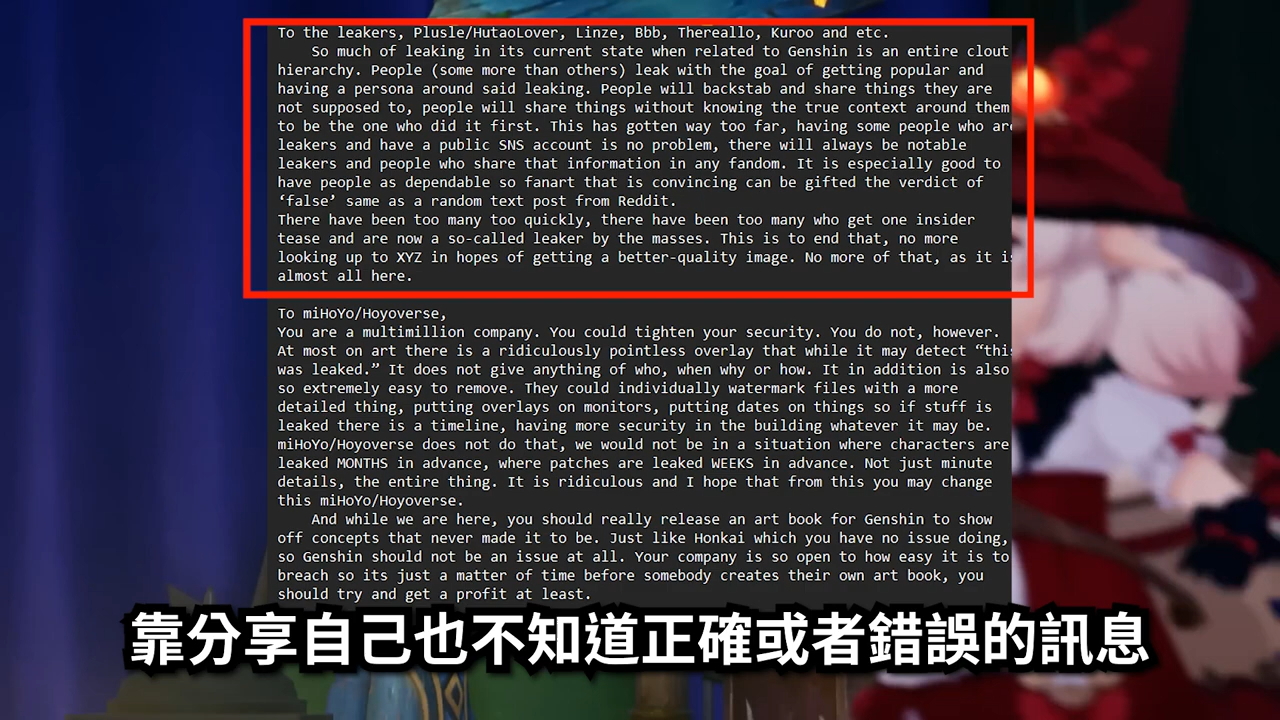 To the leakers, Plusle/HutaoLover, Linze, Bbb, Thereallo, Kuroo and etc.
So much of leaking in its current state when related to Genshin is an entire clout
hierarchy. People (some more than others) leak with the goal of getting popular and
having a persona around said leaking. People will backstab and share things they are
not supposed to, people will share things without knowing the true context around them
to be the one who did it first. This has gotten way too far, having some people who are
leakers and have a public SNS account is no problem, there will always be notable
leakers and people who share that information in any fandom. It is especially good to
have people as dependable so fanart that is convincing can be gifted the verdict of
‘false’ same as a random text post from Reddit.
There have been too many too quickly, there have been too many who get one insider
tease and are now a so-called leaker by the masses. This is to end that, no more
looking up to XYZ in hopes of getting a better-quality image. No more of that, as it is
almost all here.
To miHoYo/Hoyoverse,
You are a multimillion company. You could tighten your security. You do not, however.
At most on art there is a ridiculously pointless overlay that while it may detect “this
was leaked.” It does not give anything of who, when why or how. It in addition is also
so extremely easy to remove. They could individually watermark files with a more
detailed thing, putting overlays on monitors, putting dates on things so if stuff is
leaked there is a timeline, having more security in the building whatever it may be.
miHoYo/Hoyoverse does not do that, we would not be in a situation where characters are
leaked MONTHS in advance, where patches are leaked WEEKS in advance. Not just minute
details, the entire thing. It is ridiculous and I hope that from this you may change
this miHoYo/Hoyoverse.
And while we are here, you should really release an art book for Genshin to show
off concepts that never made it to be. Just like Honkai which you have no issue doing,
so Genshin should not be an issue at all. Your company is so open to how easy it is to
breach so its just a matter of time before somebody creates their own art book, you
should try and get a profit at least.
靠分享自己也不知道正確或者錯誤的訊息